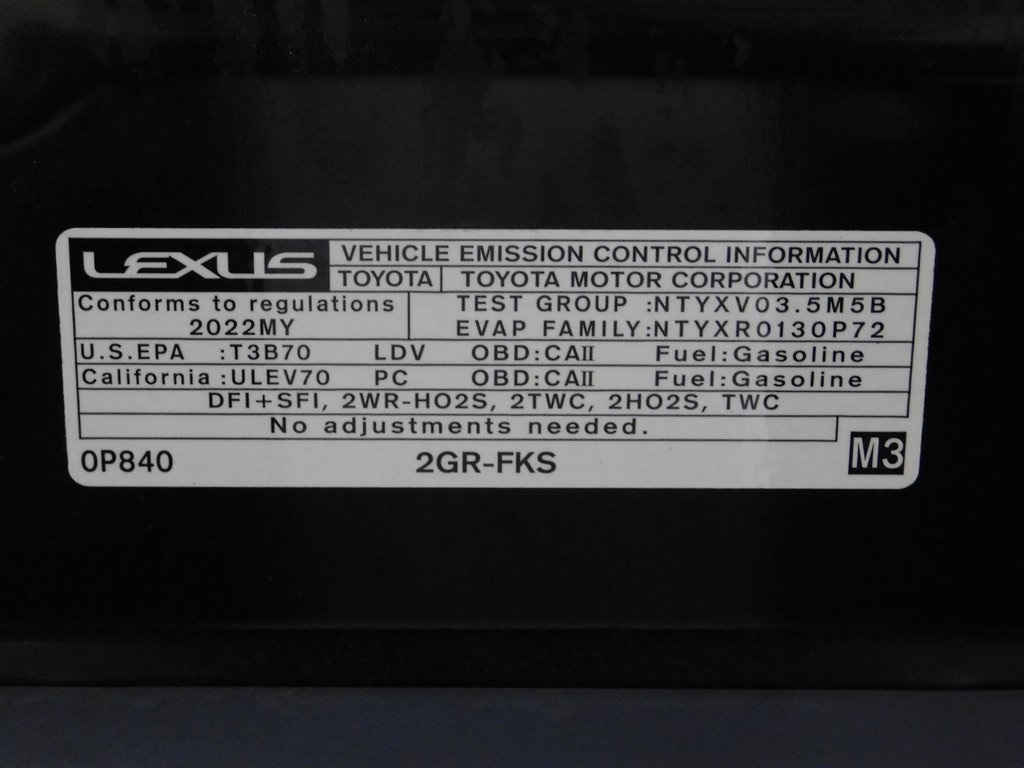 LEXUS VEHICLE EMISSION CONTROL INFORMATION
TOYOTA TOYOTA MOTOR CORPORATION
Conforms to regulations TEST GROUP :NTYXV03.5M5B
2022MY EVAP FAMILY:NTYXR0130P72
U.S.EPA :T3B70 LDV OBD:CAII Fuel:Gasoline
California :ULEV70 PC OBD:CAII Fuel:Gasoline
DFI+SFI, 2WR-HO2S, 2TWC, 2HO2S, TWC
No adjustments needed.
0P840 2GR-FKS M3